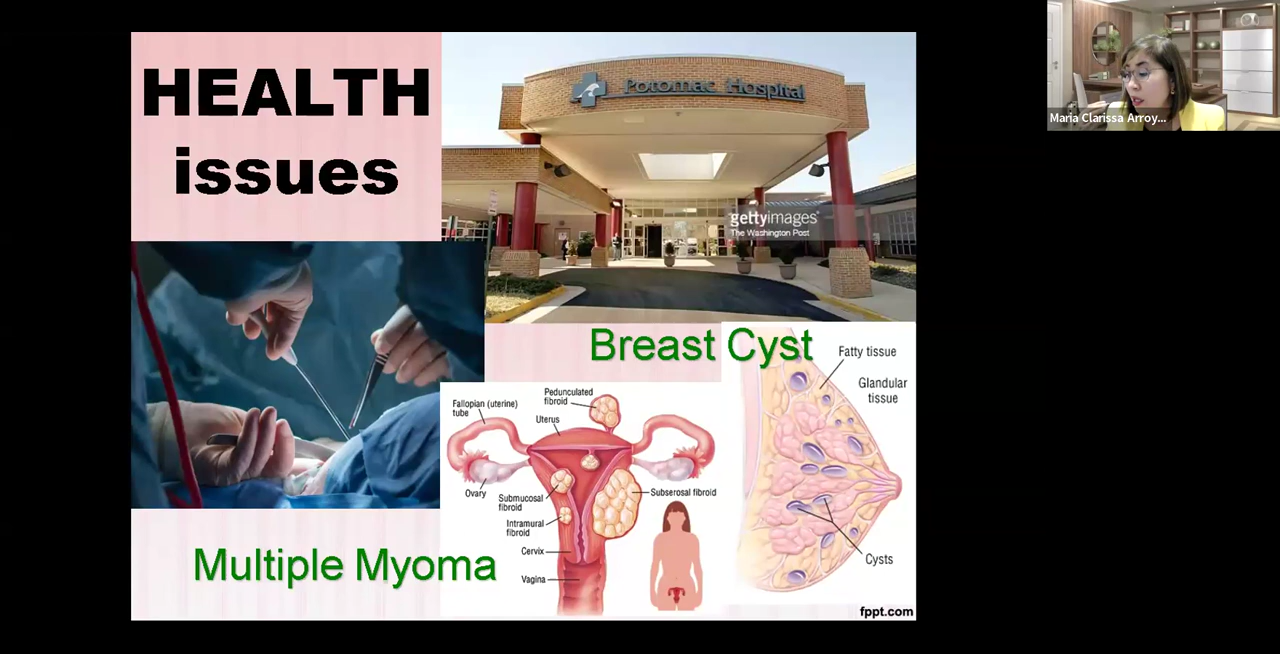 HEALTH
issues
Potomac Hospital
gettyimages
The Washington Post
Maria Clarissa Arroy...
Breast Cyst
Fatty tissue
Glandular
tissue
Cysts
Pedunculated
fibroid
Fallopian (uterine)
tube
Uterus
Ovary
Submucosal
fibroid
Subserosal fibroid
Intramural
fibroid
Cervix
Vagina
Multiple Myoma
fppt.com